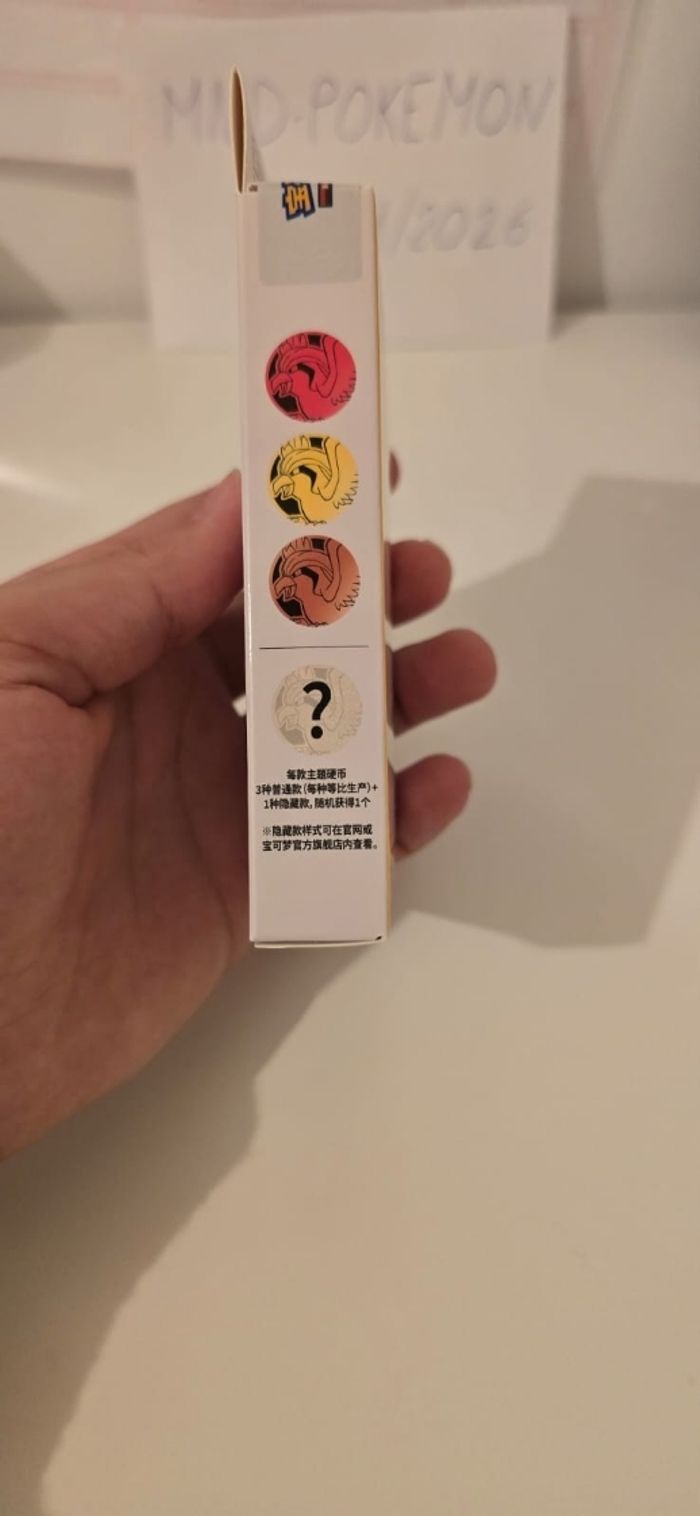 POKEMON
/2026
宝
?
每款主题硬币
3种普通款(每种等比生产)+
1种隐藏款, 随机获得1个
※隐藏款样式可在官网或
宝可梦官方旗舰店内查看。